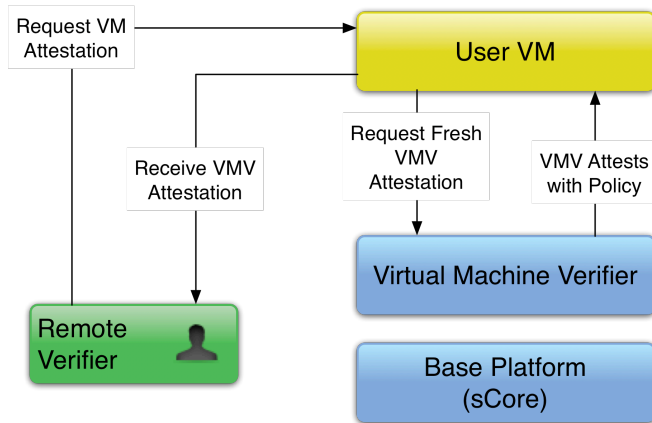 Request VM
Attestation
User VM
Request Fresh
VMV
Attestation
VMV Attests
with Policy
Receive VMV
Attestation
Virtual Machine Verifier
Remote
Verifier
Base Platform
(sCore)